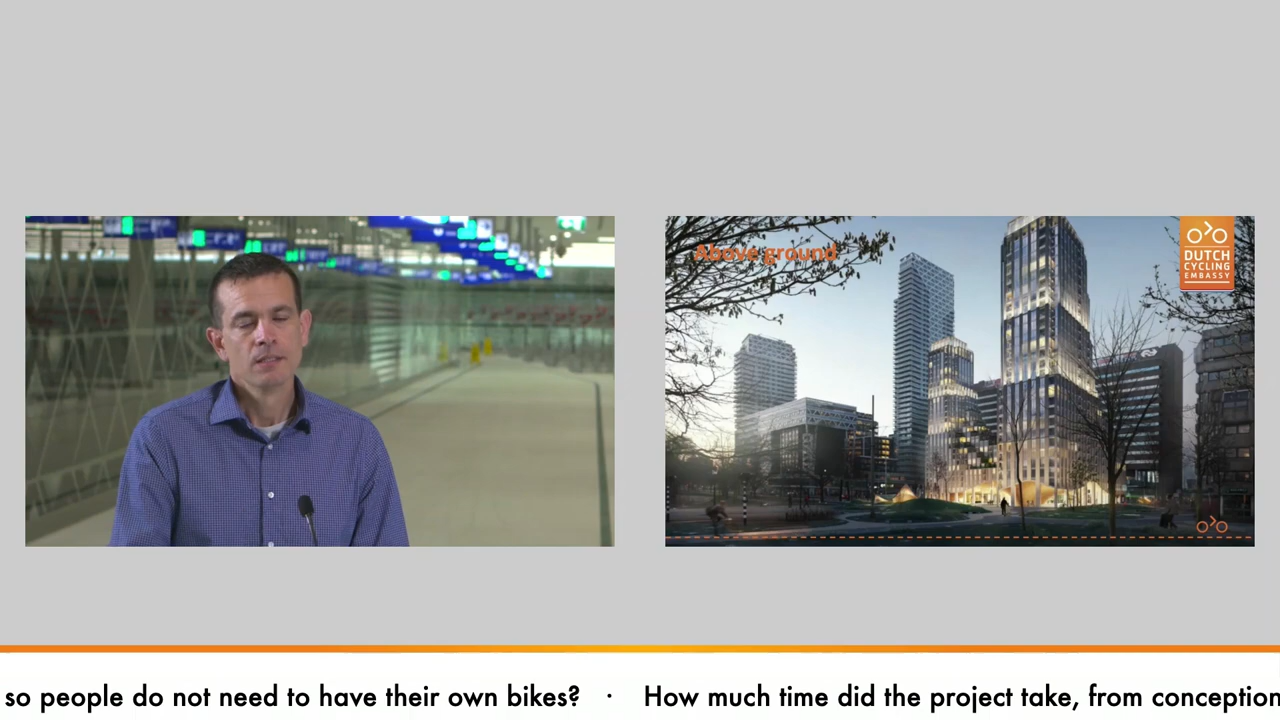 Above ground
DUTCH
CYCLING
EMBASSY
so people do not need to have their own bikes? · How much time did the project take, from conception